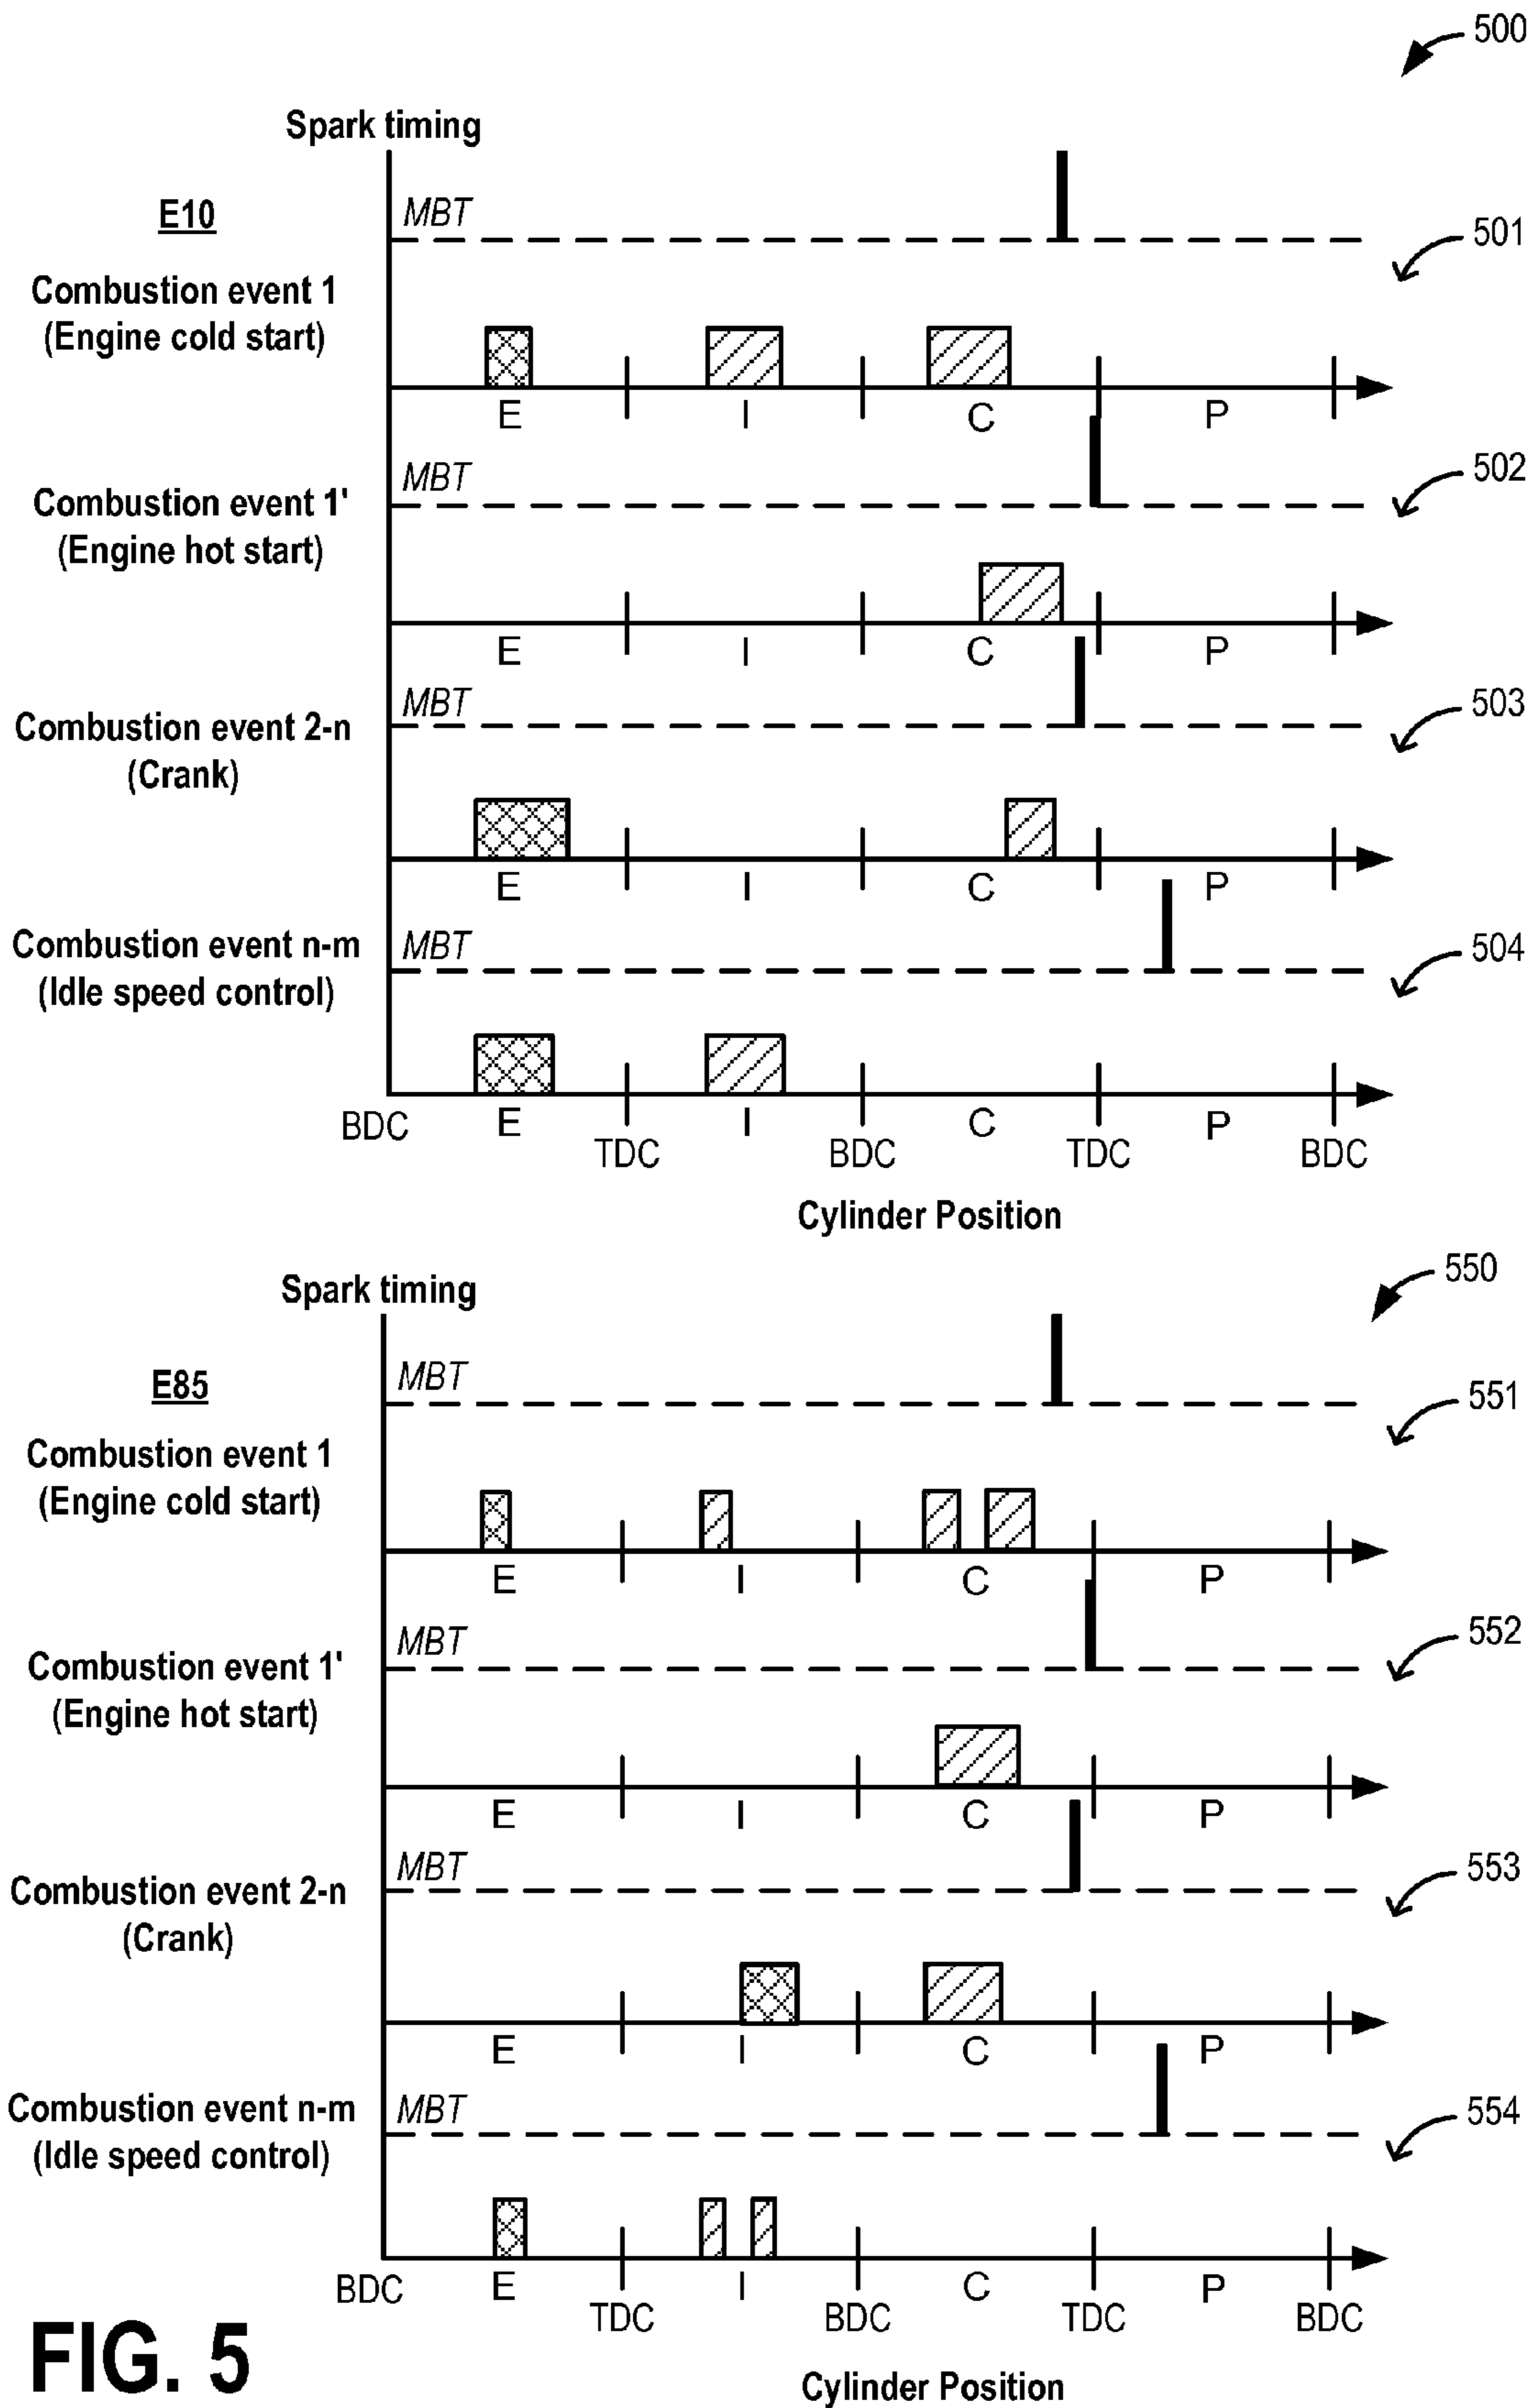 500
Spark timing
E10
MBT
501
Combustion event 1
(Engine cold start)
E I C P
MBT
502
Combustion event 1'
(Engine hot start)
E I C P
MBT
503
Combustion event 2-n
(Crank)
E I C P
MBT
504
Combustion event n-m
(Idle speed control)
E I C P
BDC TDC BDC TDC BDC
Cylinder Position
550
Spark timing
E85
MBT
551
Combustion event 1
(Engine cold start)
E I C P
MBT
552
Combustion event 1'
(Engine hot start)
E I C P
MBT
553
Combustion event 2-n
(Crank)
E I C P
MBT
554
Combustion event n-m
(Idle speed control)
E I C P
BDC TDC BDC TDC BDC
Cylinder Position
FIG. 5